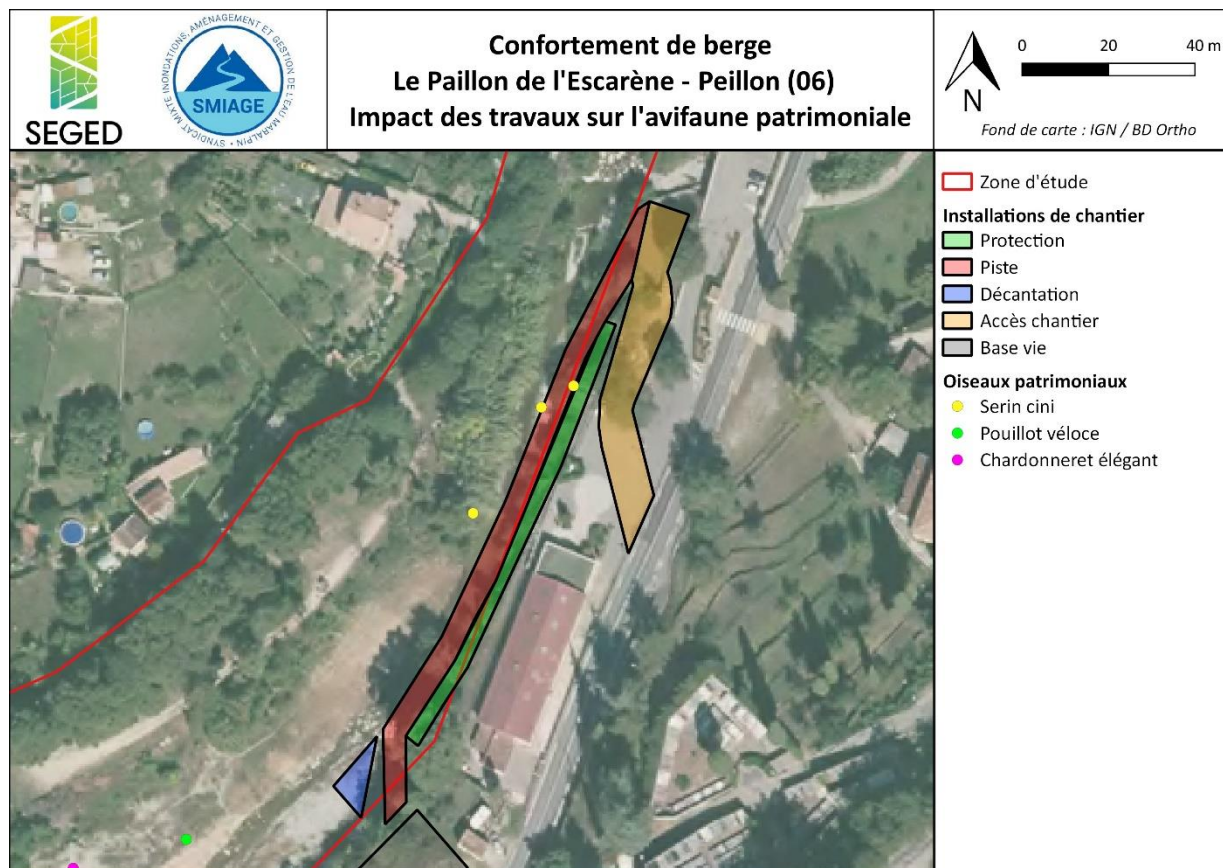 SEGED
SYNDICAT MIXTE INONDATIONS, AMÉNAGEMENT ET GESTION DE L'EAU MARALPIN •
SMIAGE
Confortement de berge
Le Paillon de l'Escarène - Peillon (06)
Impact des travaux sur l'avifaune patrimoniale
0 20 40 m
N
Fond de carte : IGN / BD Ortho
Zone d'étude
Installations de chantier
Protection
Piste
Décantation
Accès chantier
Base vie
Oiseaux patrimoniaux
Serin cini
Pouillot véloce
Chardonneret élégant